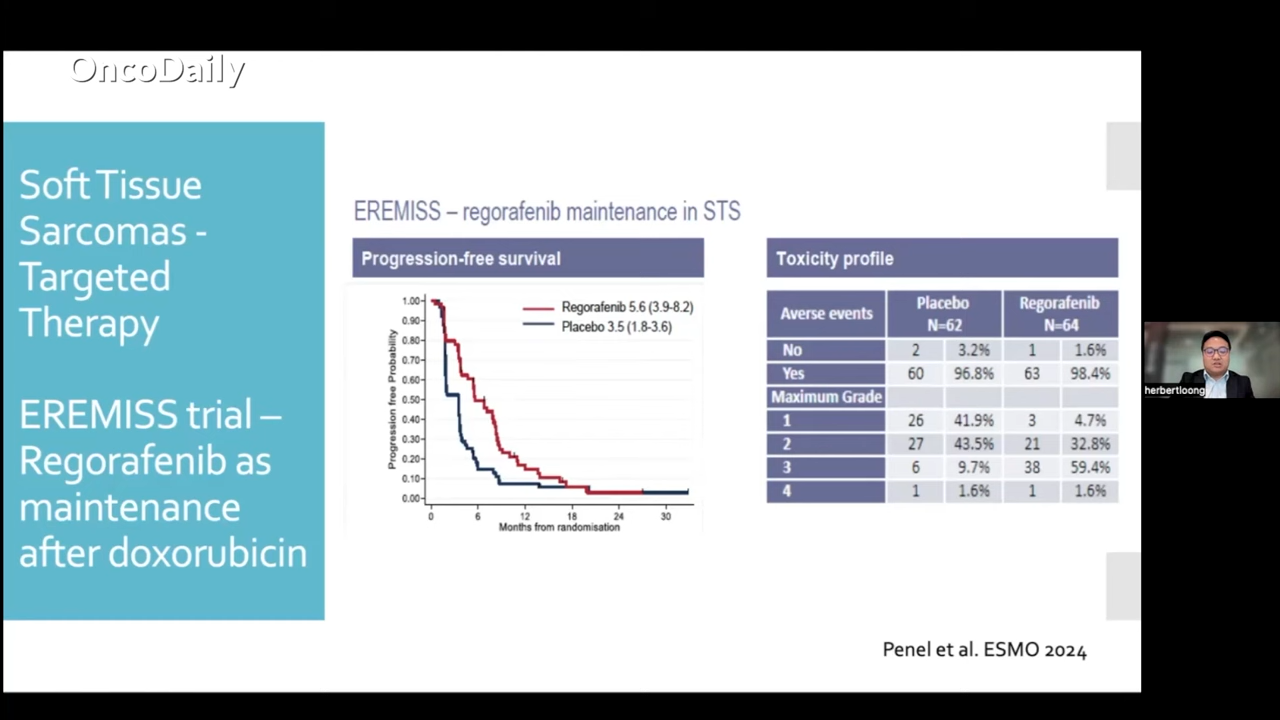 OncoDaily
Soft Tissue
Sarcomas -
Targeted
Therapy
EREMISS trial –
Regorafenib as
maintenance
after doxorubicin
EREMISS – regorafenib maintenance in STS
Progression-free survival
Regorafenib 5.6 (3.9-8.2)
Placebo 3.5 (1.8-3.6)
Progression free Probability
1.00
0.90
0.80
0.70
0.60
0.50
0.40
0.30
0.20
0.10
0.00
0 6 12 18 24 30
Months from randomisation
Toxicity profile
Averse events Placebo N=62 Regorafenib N=64
No 2 3.2% 1 1.6%
Yes 60 96.8% 63 98.4%
Maximum Grade
1 26 41.9% 3 4.7%
2 27 43.5% 21 32.8%
3 6 9.7% 38 59.4%
4 1 1.6% 1 1.6%
Penel et al. ESMO 2024
herbertloong